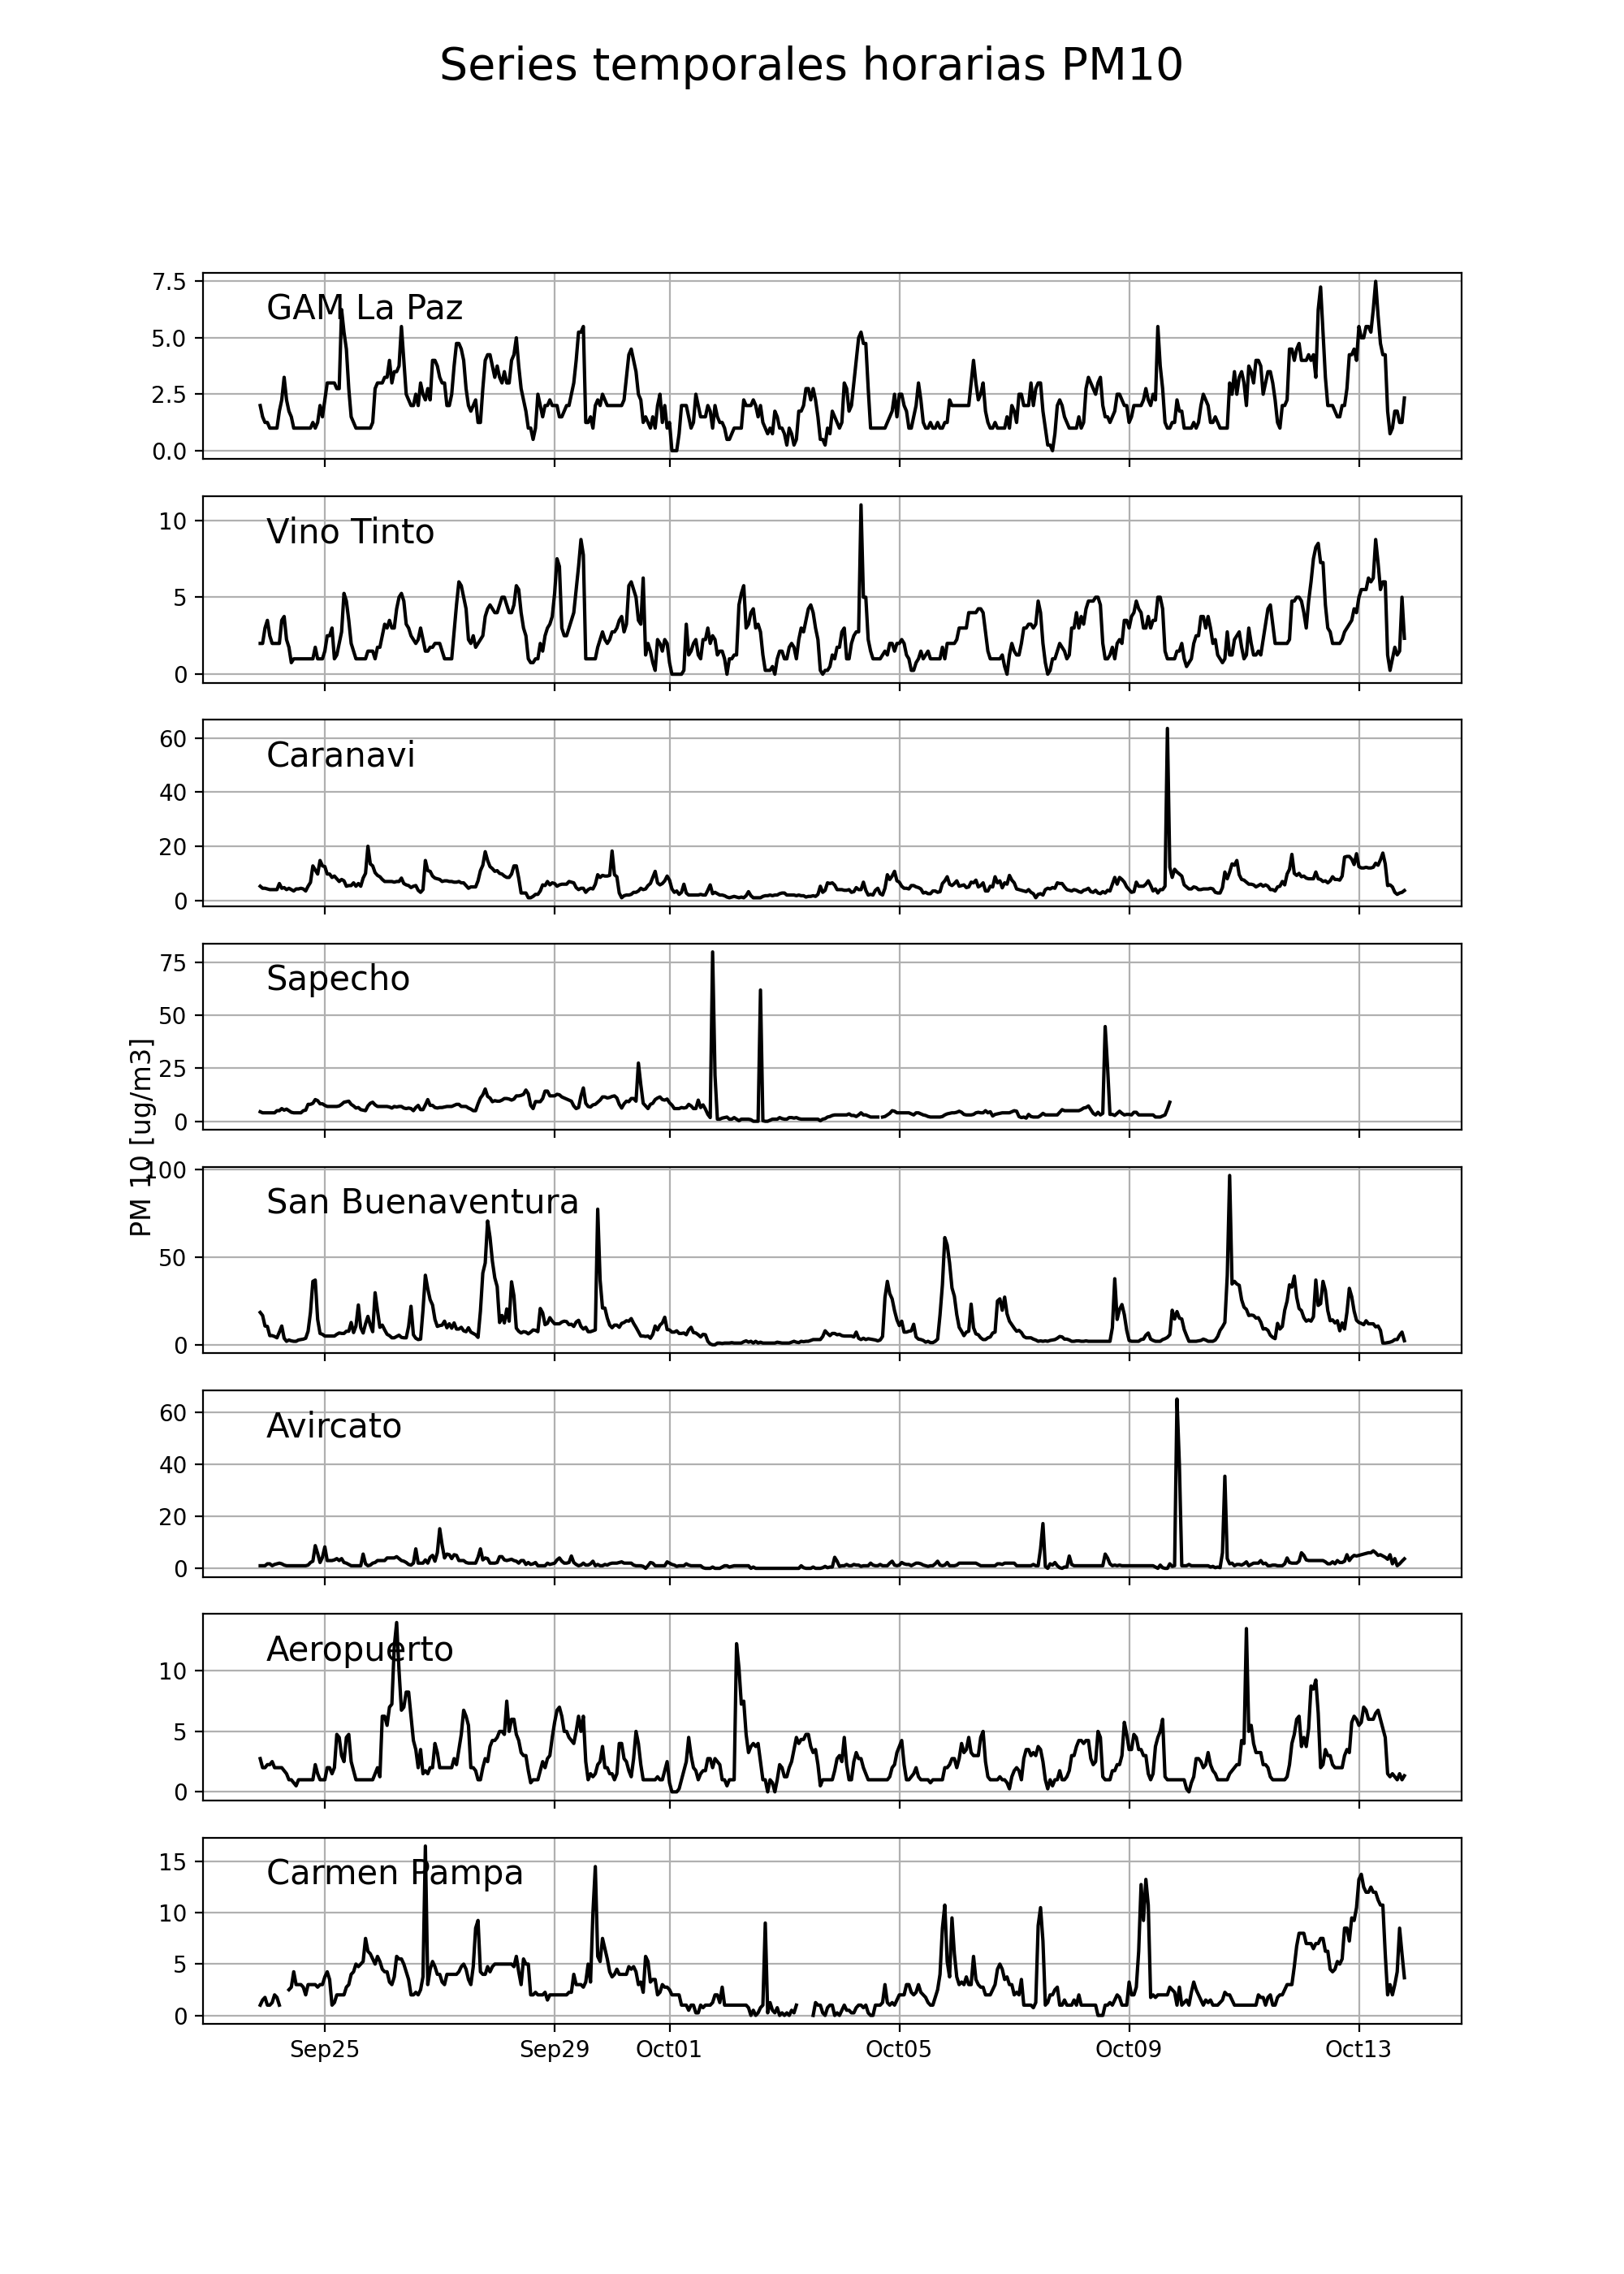 Series temporales horarias PM10
PM 10 [ug/m3]
GAM La Paz
7.5
5.0
2.5
0.0
Vino Tinto
10
5
0
Caranavi
60
40
20
0
Sapecho
75
50
25
0
San Buenaventura
100
50
0
Avircato
60
40
20
0
Aeropuerto
10
5
0
Carmen Pampa
15
10
5
0
Sep25 Sep29 Oct01 Oct05 Oct09 Oct13